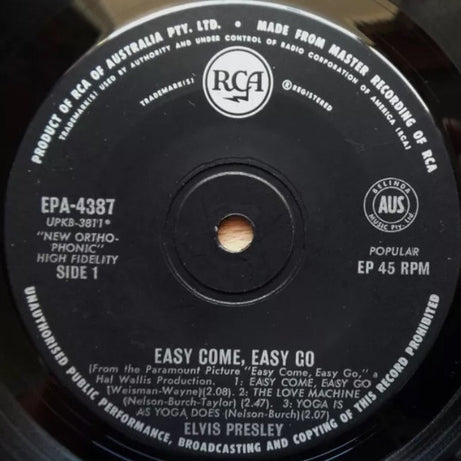 PRODUCT OF RCA OF AUSTRALIA PTY. LTD. • MADE FROM MASTER RECORDING OF RCA
TRADEMARK(S) USED BY AUTHORITY AND UNDER CONTROL OF RADIO CORPORATION OF AMERICA (RCA)
RCA
TRADEMARK(S) ® REGISTERED
EPA-4387
UPKB-3811*
"NEW ORTHO-
PHONIC"
HIGH FIDELITY
SIDE 1
BELINDA
AUS
MUSIC Pty. Ltd
POPULAR
EP 45 RPM
EASY COME, EASY GO
(From the Paramount Picture "Easy Come, Easy Go," a
Hal Wallis Production. 1: EASY COME, EASY GO
(Weisman-Wayne)(2.08). 2: THE LOVE MACHINE
(Nelson-Burch-Taylor) (2.47). 3: YOGA IS
AS YOGA DOES (Nelson-Burch)(2.07)
ELVIS PRESLEY
UNAUTHORISED PUBLIC PERFORMANCE, BROADCASTING AND COPYING OF THIS RECORD PROHIBITED